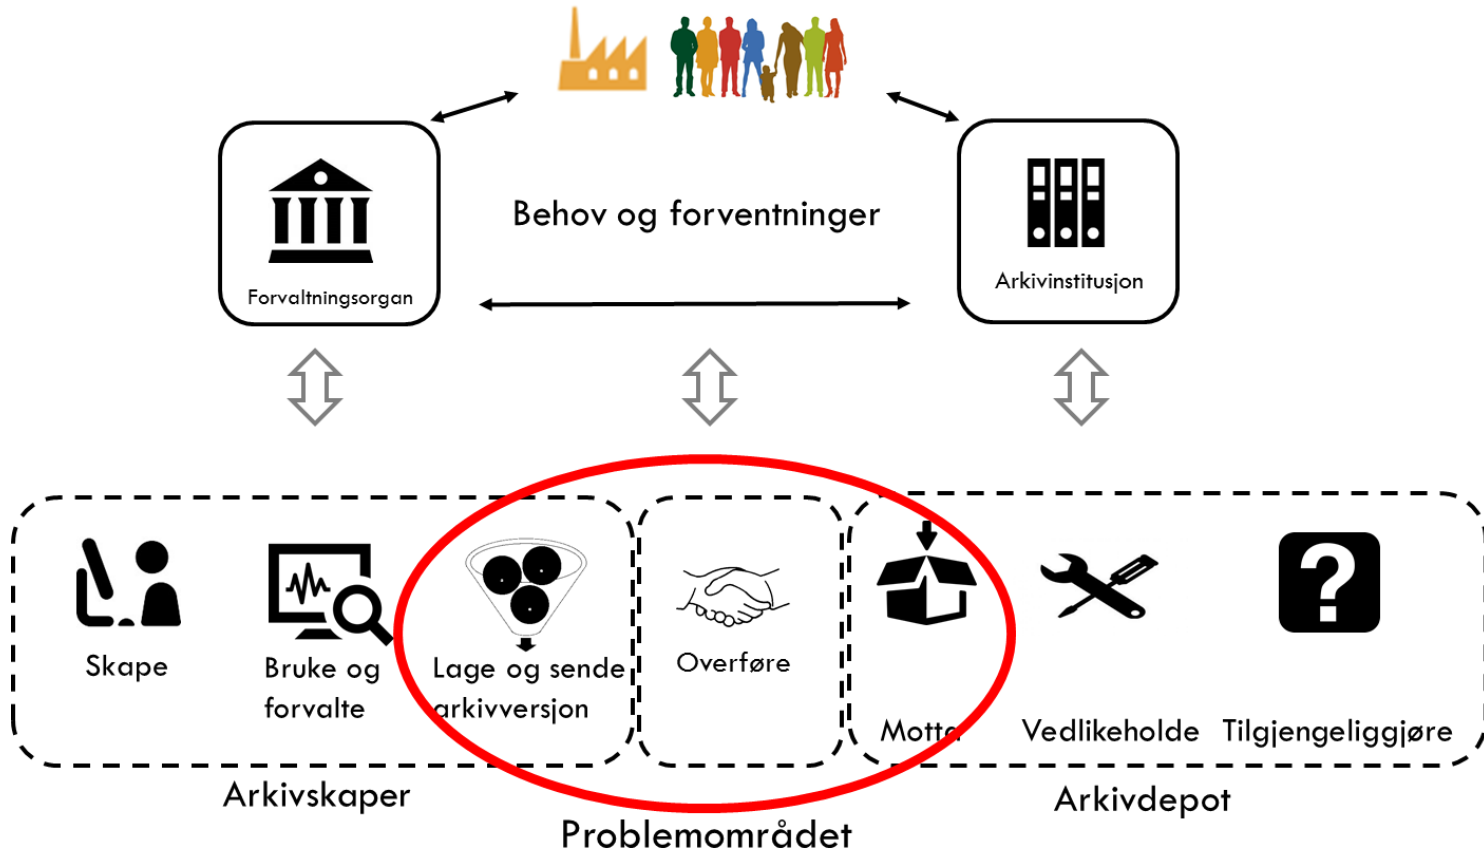 Behov og forventninger
Forvaltningsorgan
Arkivinstitusjon
Skape
Bruke og
forvalte
Lage og sende
arkivversjon
Overføre
Motta
Vedlikeholde
Tilgjengeliggjøre
Arkivskaper
Arkivdepot
Problemområdet